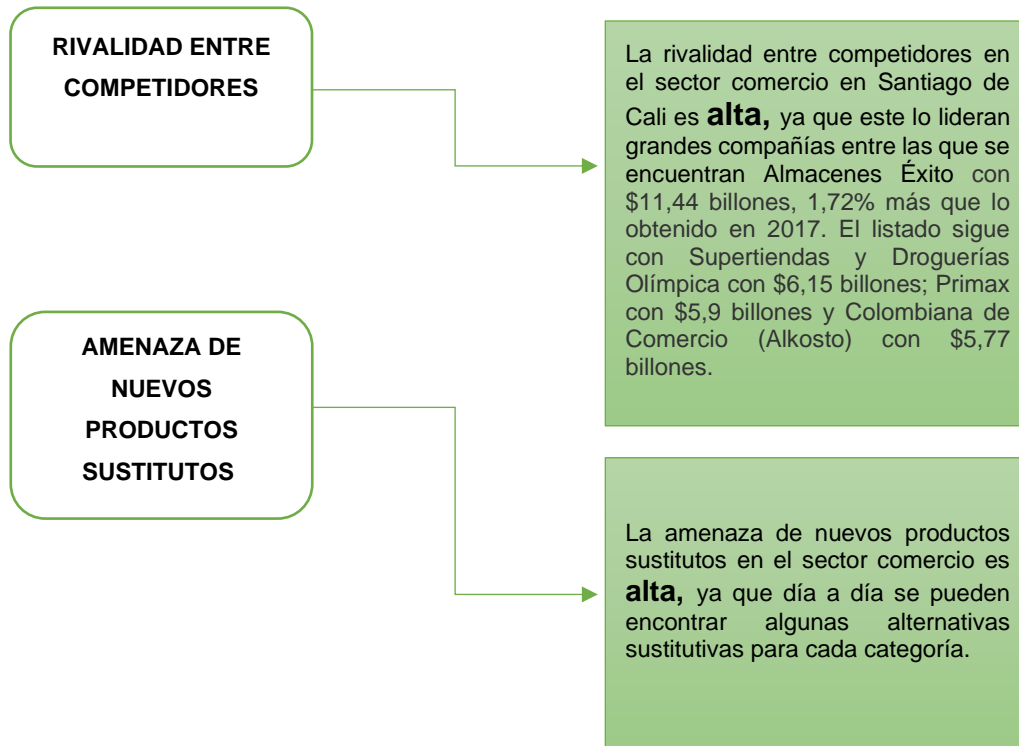 RIVALIDAD ENTRE
COMPETIDORES
La rivalidad entre competidores en
el sector comercio en Santiago de
Cali es alta, ya que este lo lideran
grandes compañías entre las que se
encuentran Almacenes Éxito con
$11,44 billones, 1,72% más que lo
obtenido en 2017. El listado sigue
con Supertiendas y Droguerías
Olímpica con $6,15 billones; Primax
con $5,9 billones y Colombiana de
Comercio (Alkosto) con $5,77
billones.
AMENAZA DE
NUEVOS
PRODUCTOS
SUSTITUTOS
La amenaza de nuevos productos
sustitutos en el sector comercio es
alta, ya que día a día se pueden
encontrar algunas alternativas
sustitutivas para cada categoría.